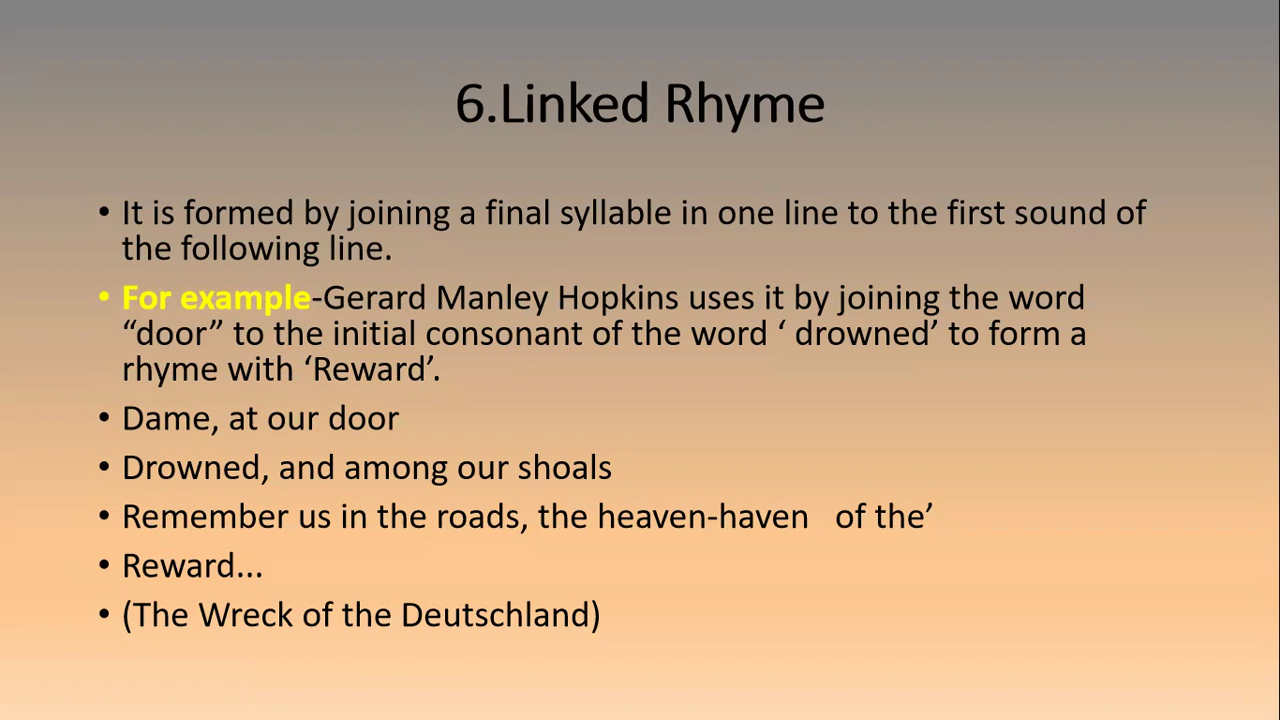 6.Linked Rhyme
• It is formed by joining a final syllable in one line to the first sound of
the following line.
• For example-Gerard Manley Hopkins uses it by joining the word
“door” to the initial consonant of the word ‘ drowned’ to form a
rhyme with ‘Reward’.
• Dame, at our door
• Drowned, and among our shoals
• Remember us in the roads, the heaven-haven   of the’
• Reward...
• (The Wreck of the Deutschland)